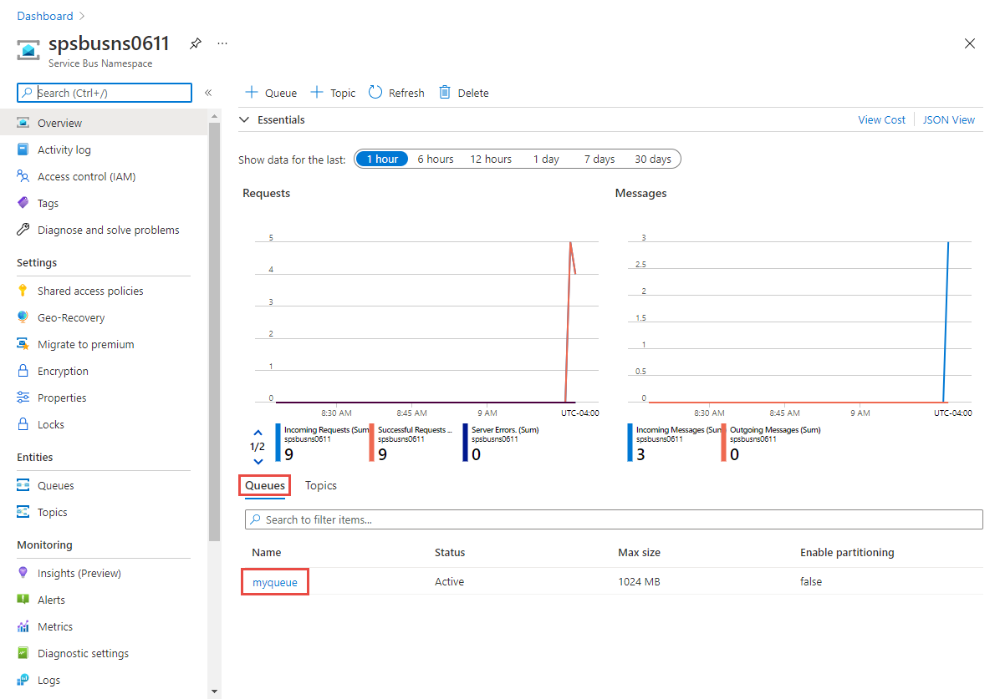 Dashboard
spsbusns0611
Service Bus Namespace
Search (Ctrl+/)
Overview
Activity log
Access control (IAM)
Tags
Diagnose and solve problems
Settings
Shared access policies
Geo-Recovery
Migrate to premium
Encryption
Properties
Locks
Entities
Queues
Topics
Monitoring
Insights (Preview)
Alerts
Metrics
Diagnostic settings
Logs
Queue Topic Refresh Delete
Essentials
View Cost JSON View
Show data for the last: 1 hour 6 hours 12 hours 1 day 7 days 30 days
Requests
5
4
3
2
1
0
8:30 AM 8:45 AM 9 AM UTC-04:00
1/2
Incoming Requests (Sum)
spsbusns0611
9
Successful Requests ...
spsbusns0611
9
Server Errors. (Sum)
spsbusns0611
0
Messages
3
2.5
2
1.5
1
0.5
0
8:30 AM 8:45 AM 9 AM UTC-04:00
Incoming Messages (Sum)
spsbusns0611
3
Outgoing Messages (Sum)
spsbusns0611
0
Queues Topics
Search to filter items...
Name Status Max size Enable partitioning
myqueue Active 1024 MB false